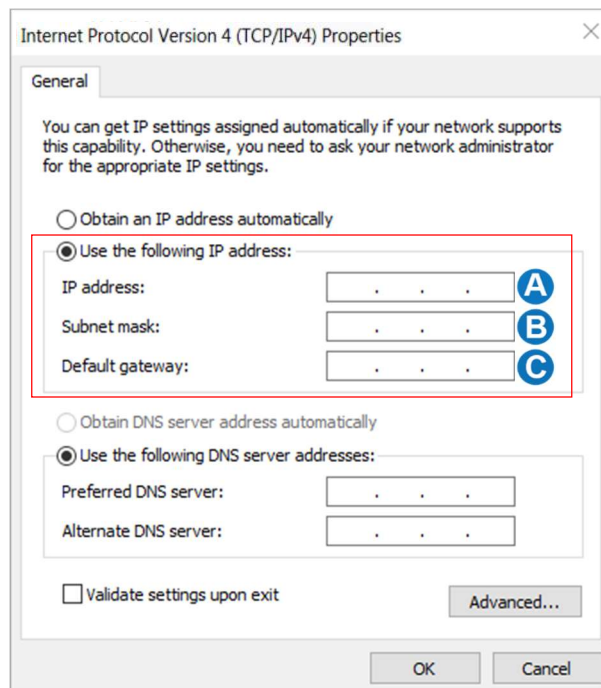 Internet Protocol Version 4 (TCP/IPv4) Properties
General
You can get IP settings assigned automatically if your network supports
this capability. Otherwise, you need to ask your network administrator
for the appropriate IP settings.
Obtain an IP address automatically
Use the following IP address:
IP address: . . . A
Subnet mask: . . . B
Default gateway: . . . C
Obtain DNS server address automatically
Use the following DNS server addresses:
Preferred DNS server: . . .
Alternate DNS server: . . .
Validate settings upon exit
Advanced...
OK Cancel